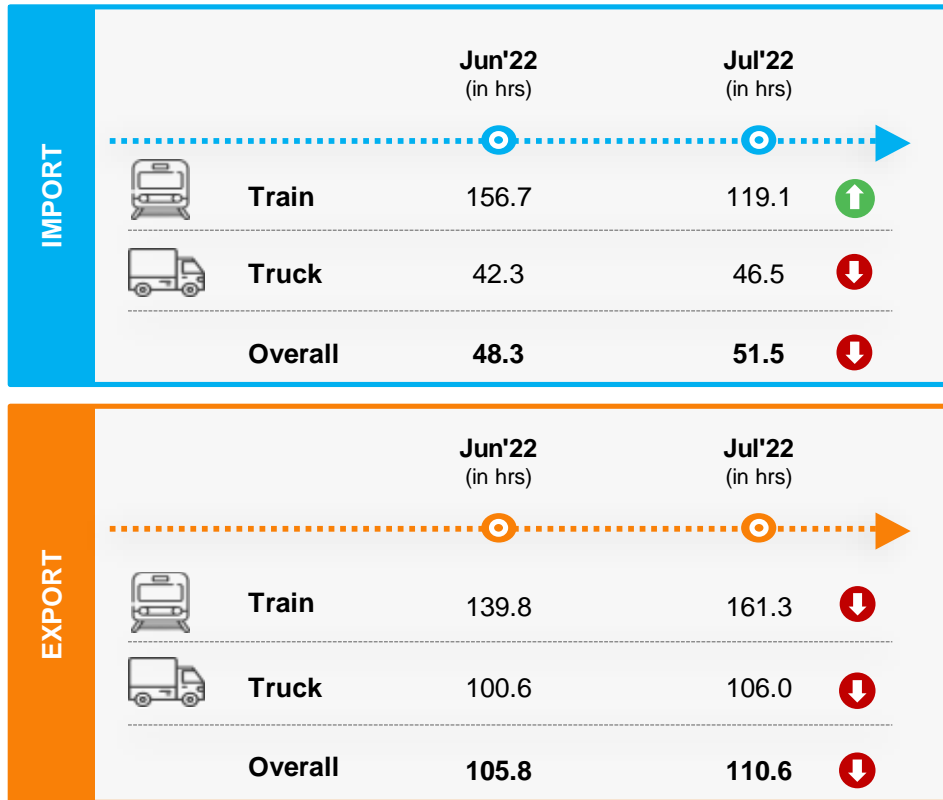 IMPORT
Jun'22 Jul'22
(in hrs) (in hrs)
Train 156.7 119.1
Truck 42.3 46.5
Overall 48.3 51.5
EXPORT
Jun'22 Jul'22
(in hrs) (in hrs)
Train 139.8 161.3
Truck 100.6 106.0
Overall 105.8 110.6